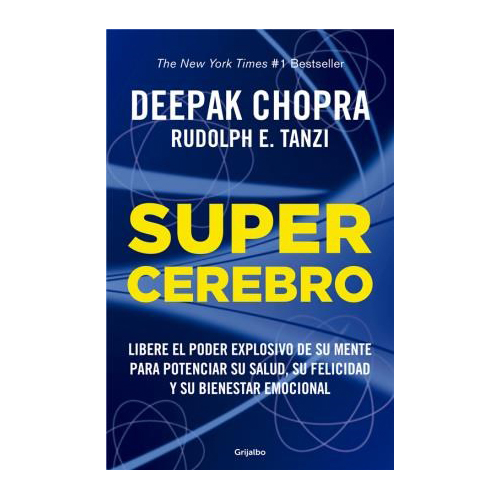 The New York Times #1 Bestseller
DEEPAK CHOPRA
RUDOLPH E. TANZI
SUPER
CEREBRO
LIBERE EL PODER EXPLOSIVO DE SU MENTE
PARA POTENCIAR SU SALUD, SU FELICIDAD
Y SU BIENESTAR EMOCIONAL
Grijalbo